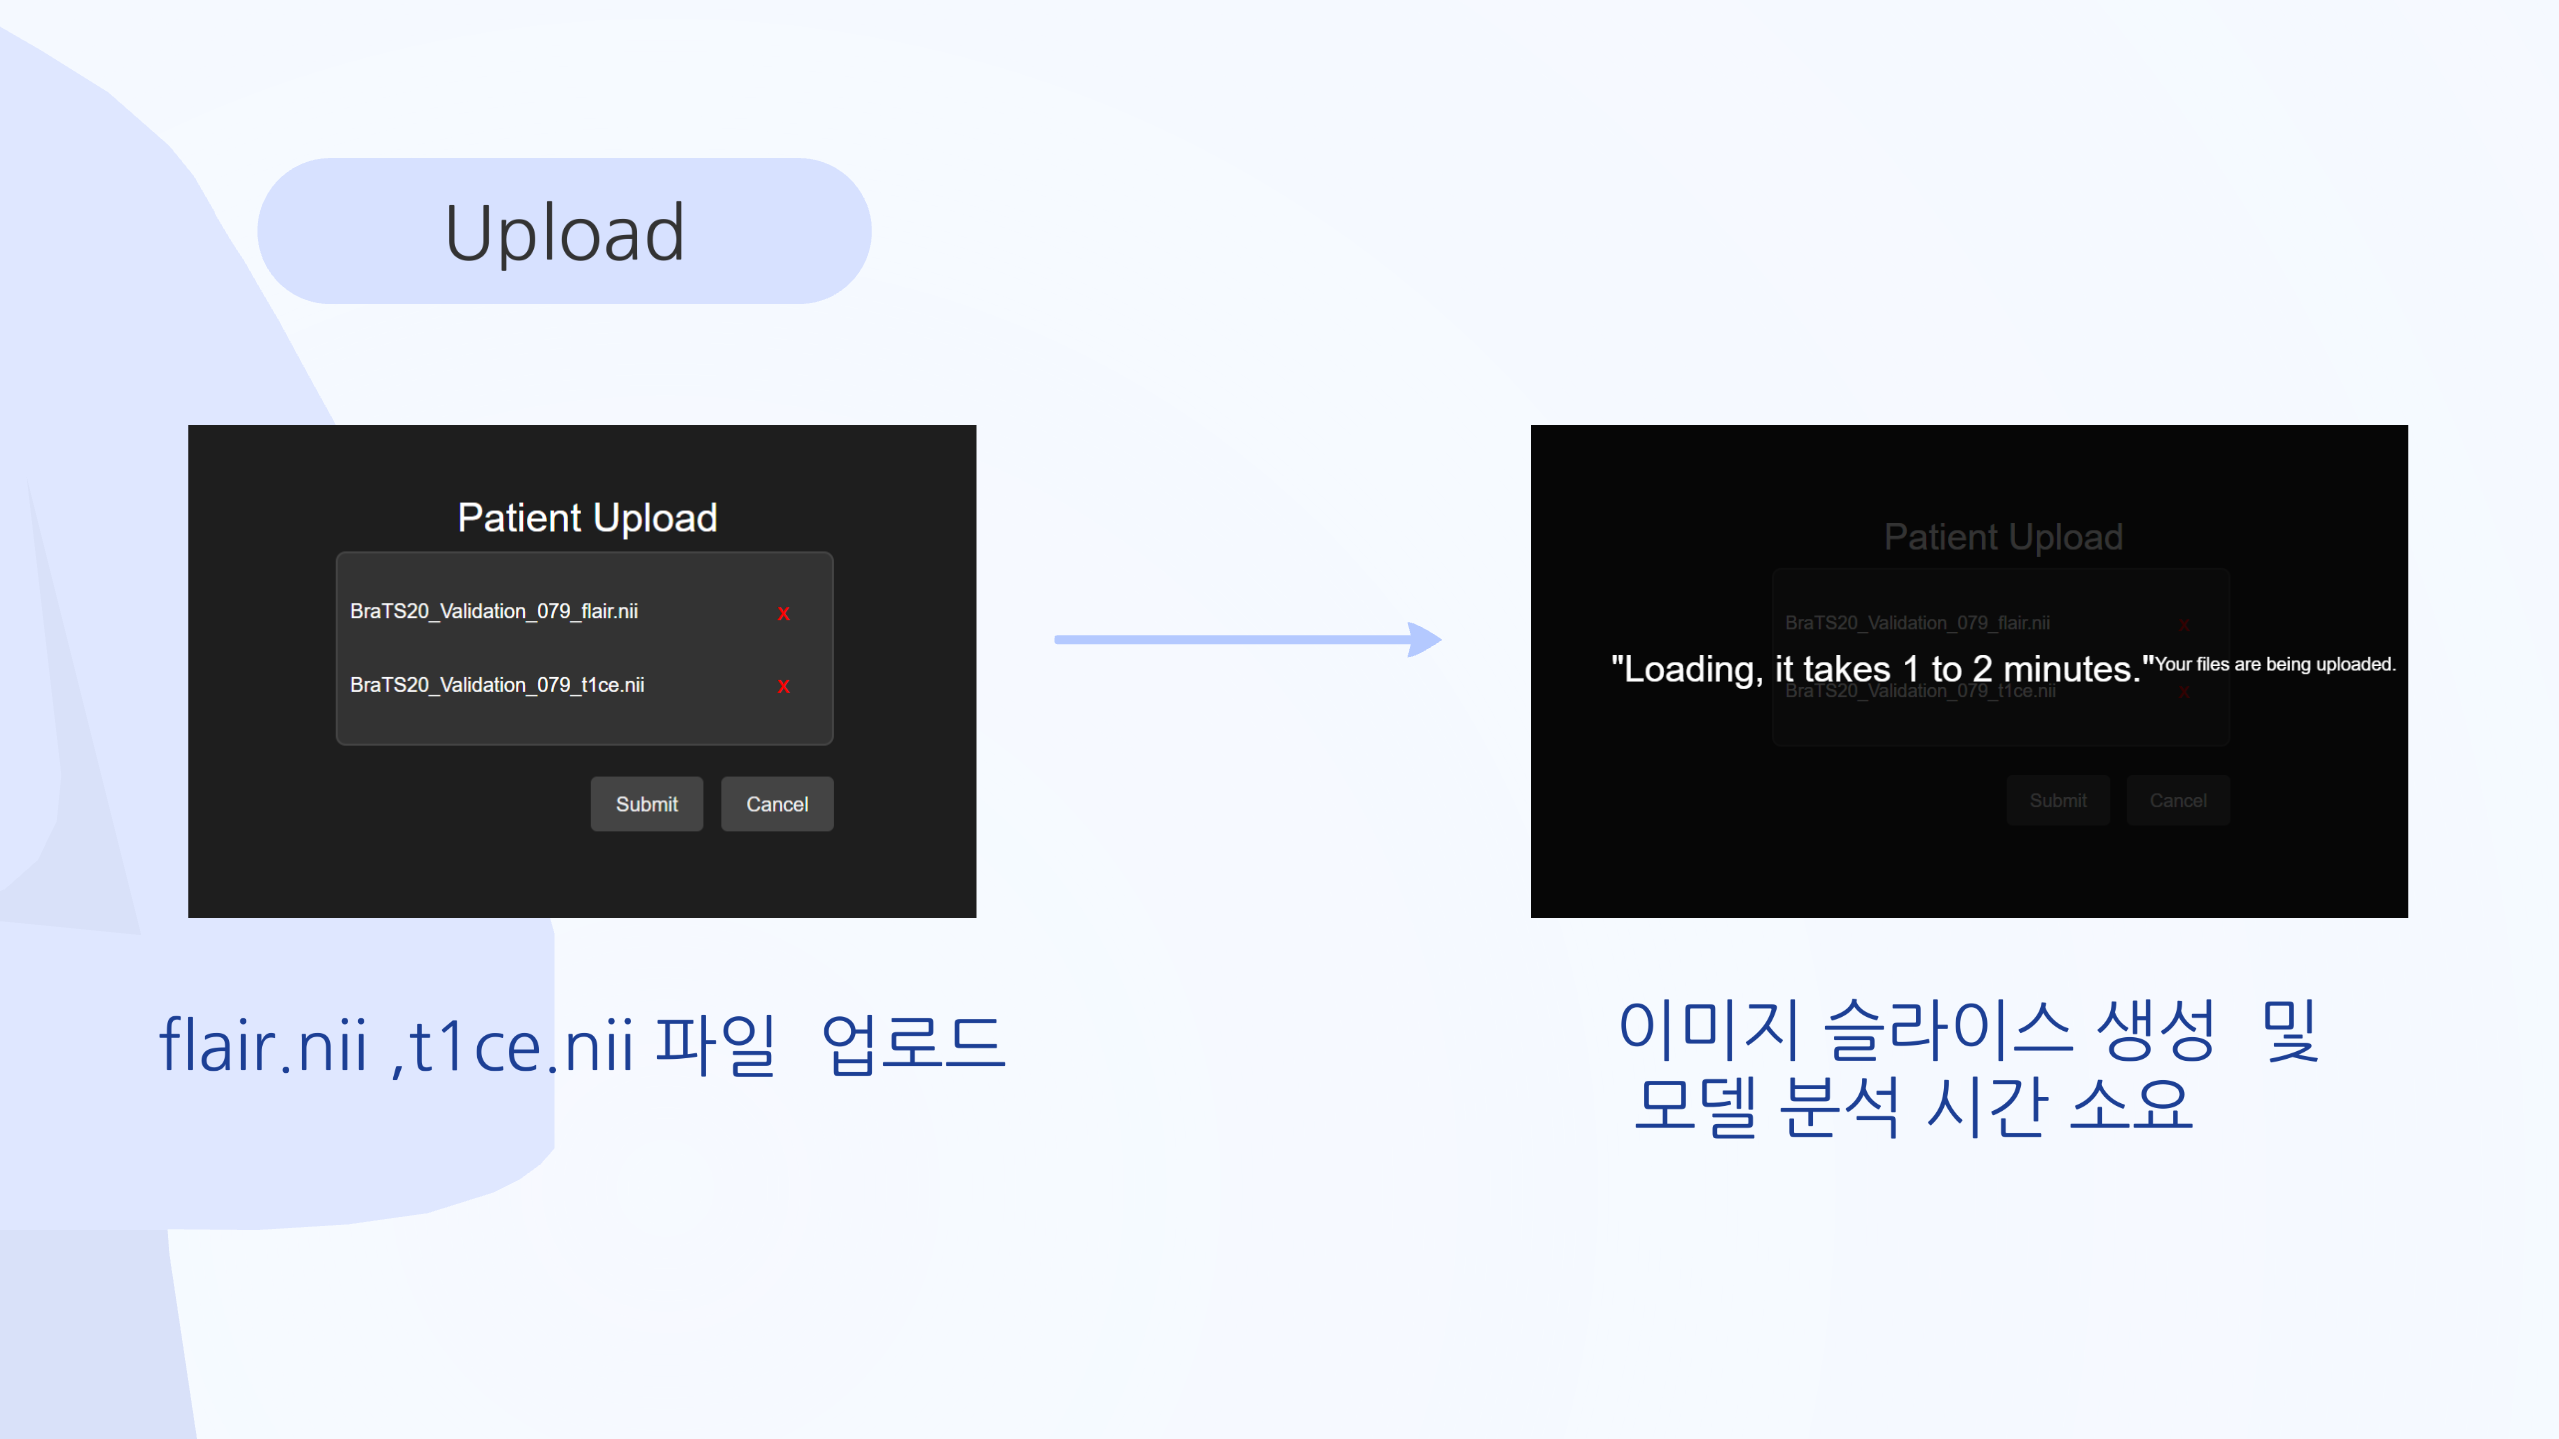 Upload
Patient Upload
BraTS20_Validation_079_flair.nii x
BraTS20_Validation_079_t1ce.nii x
Submit Cancel
flair.nii ,t1ce.nii 파일 업로드
Patient Upload
BraTS20_Validation_079_flair.nii x
"Loading, it takes 1 to 2 minutes." Your files are being uploaded.
BraTS20_Validation_079_t1ce.nii x
Submit Cancel
이미지 슬라이스 생성 및
모델 분석 시간 소요